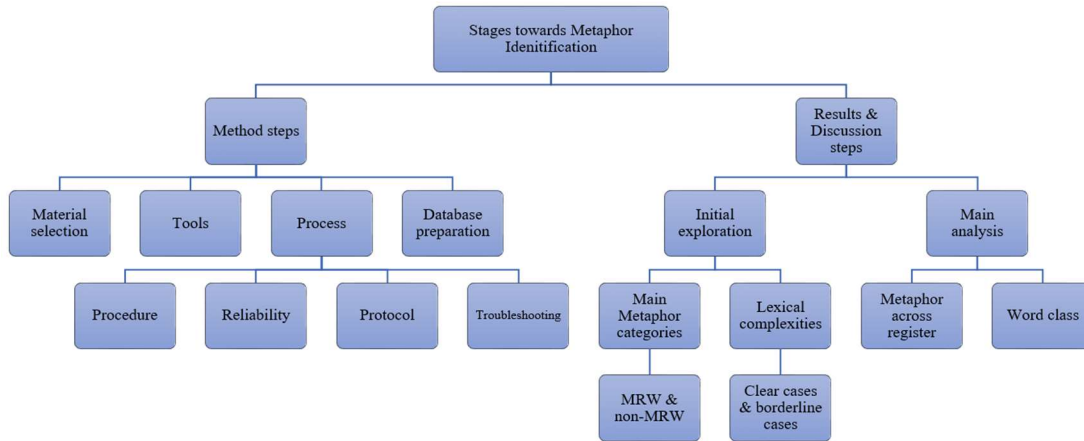 Stages towards Metaphor
Idenitification
Method steps
Results &
Discussion
steps
Material
selection
Tools
Process
Database
preparation
Initial
exploration
Main
analysis
Procedure
Reliability
Protocol
Troubleshooting
Main
Metaphor
categories
Lexical
complexities
Metaphor
across
register
Word class
MRW &
non-MRW
Clear cases
& borderline
cases